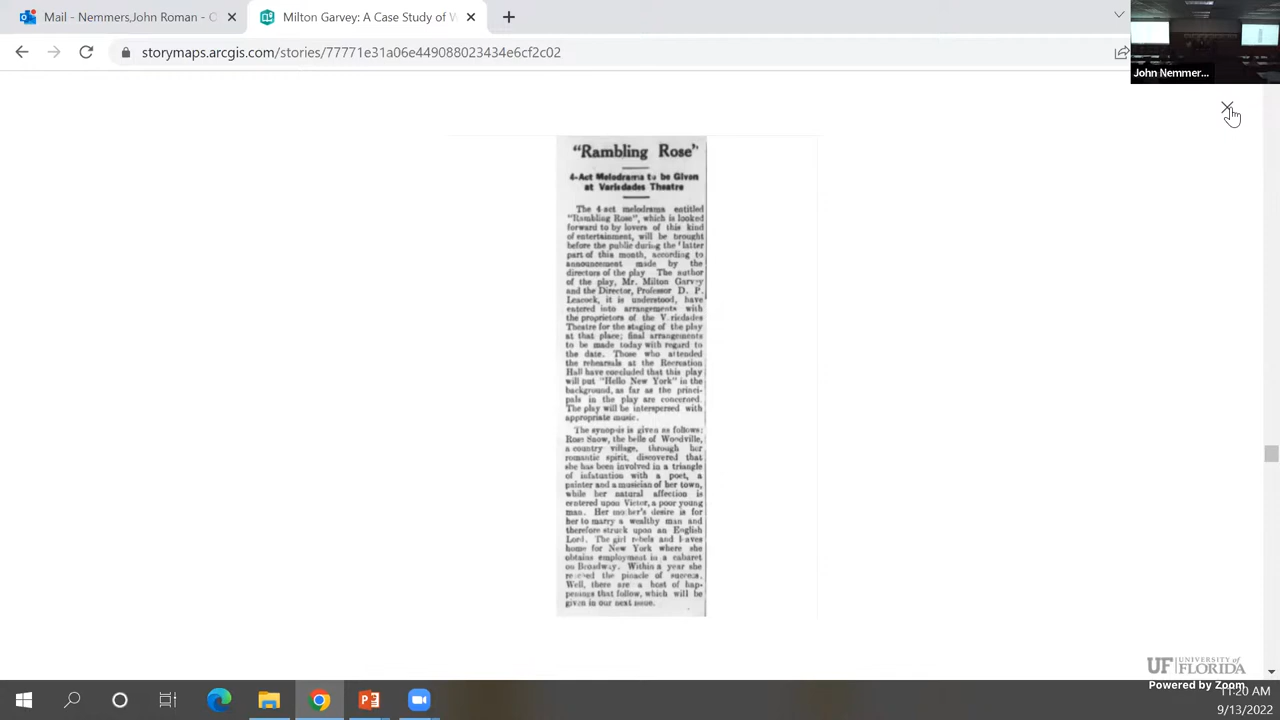 Mail - Nemmers,John Roman - O
Milton Garvey: A Case Study from
storymaps.arcgis.com/stories/
John Nemmer...
"Rambling Rose"
4-Act Melodrama to be Given
at Variedades Theatre
The 4-act melodrama entitled
"Rambling Rose", which is looked
forward to by lovers of this kind
of entertainment, will be brought
before the public during the latter
part of this month, according to
announcement made by the
directors of the play The author
of the play, Mr. Milton Garvey
and the Director, Professor D. P.
Leacock, it is understood, have
entered into arrangements with
the proprietors of the Variedades
Theatre for the staging of the play
at that place; final arrangements
to be made today with regard to
the date. Those who attended
the rehearsals at the Recreation
Hall have concluded that this play
will put "Hello New York" in the
background, as far as the princi-
pals in the play are concerned.
The play will be interspersed with
appropriate music.
The synopsis is given as follows:
Rose Snow, the belle of Woodville,
a country village, through her
romantic spirit, discovered that
she has been involved in a triangle
of infatuation with a poet, a
painter and a musician of her town,
while her natural affection is
centered upon Victor, a poor young
man. Her mother's desire is for
her to marry a wealthy man and
therefore struck upon an English
Lord. The girl rebels and leaves
home for New York where she
obtains employment in a cabaret
on Broadway. Within a year she
reached the pinacle of success.
Well, there are a host of hap-
penings that follow, which will be
given in our next issue.
UF UNIVERSITY of FLORIDA
Powered by Zoom
11:20 AM
9/13/2022